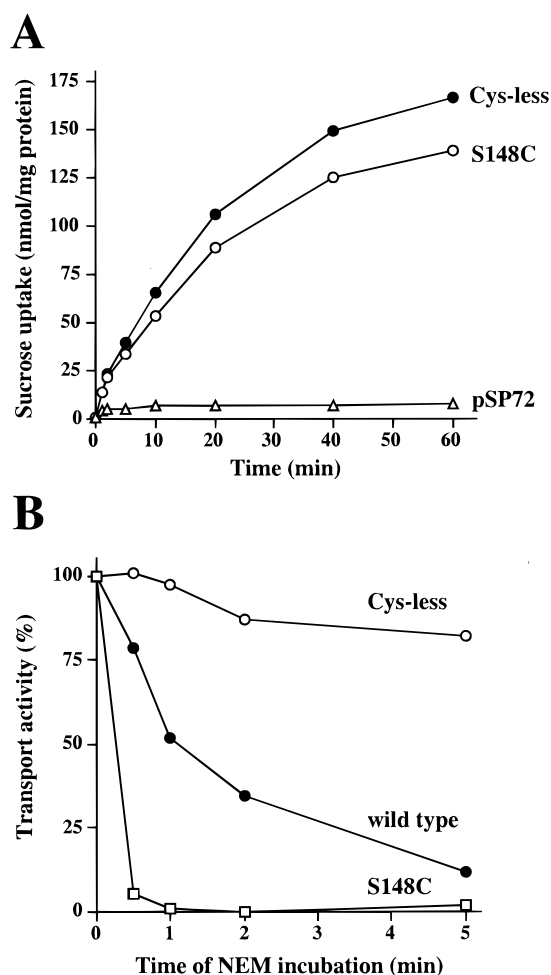 A
Sucrose uptake (nmol/mg protein)
175
150
125
100
75
50
25
0
Cys-less
S148C
pSP72
0 10 20 30 40 50 60
Time (min)
B
Transport activity (%)
100
75
50
25
0
Cys-less
wild type
S148C
0 1 2 3 4 5
Time of NEM incubation (min)